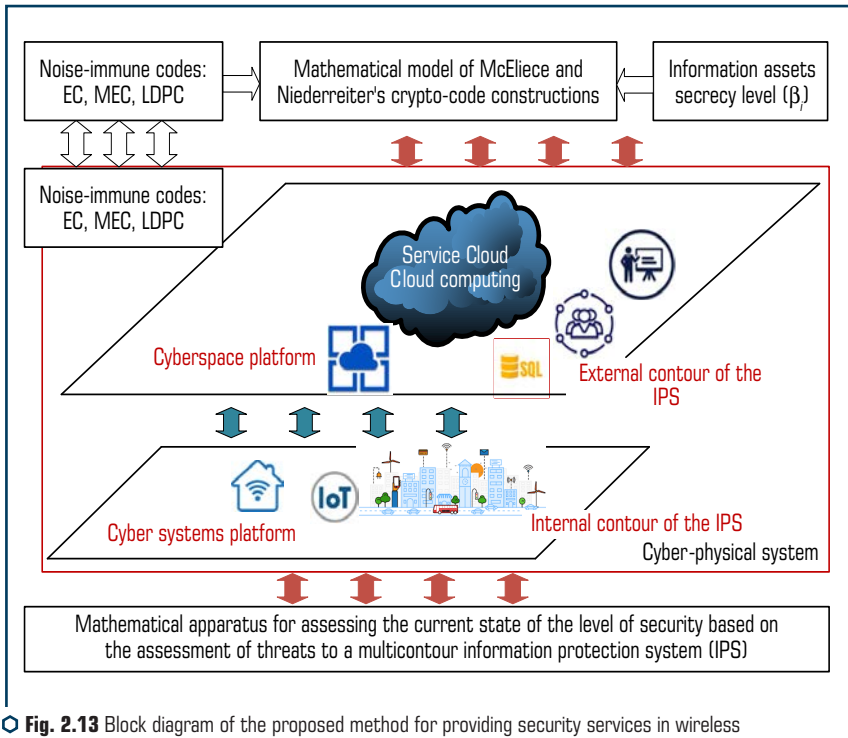 Noise-immune codes:
EC, MEC, LDPC
Mathematical model of McEliece and
Niederreiter's crypto-code constructions
Information assets
secrecy level (βi)
Noise-immune codes:
EC, MEC, LDPC
Service Cloud
Cloud computing
Cyberspace platform
SQL
External contour of the
IPS
IoT
Cyber systems platform
Internal contour of the IPS
Cyber-physical system
Mathematical apparatus for assessing the current state of the level of security based on
the assessment of threats to a multicontour information protection system (IPS)
Fig. 2.13 Block diagram of the proposed method for providing security services in wireless